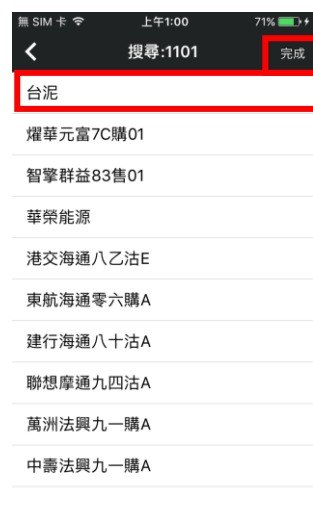 無 SIM 卡 上午1:00 71%
搜尋:1101 完成
台泥
燿華元富7C購01
智擎群益83售01
華榮能源
港交海通八乙沽E
東航海通零六購A
建行海通八十沽A
聯想摩通九四沽A
萬洲法興九一購A
中壽法興九一購A